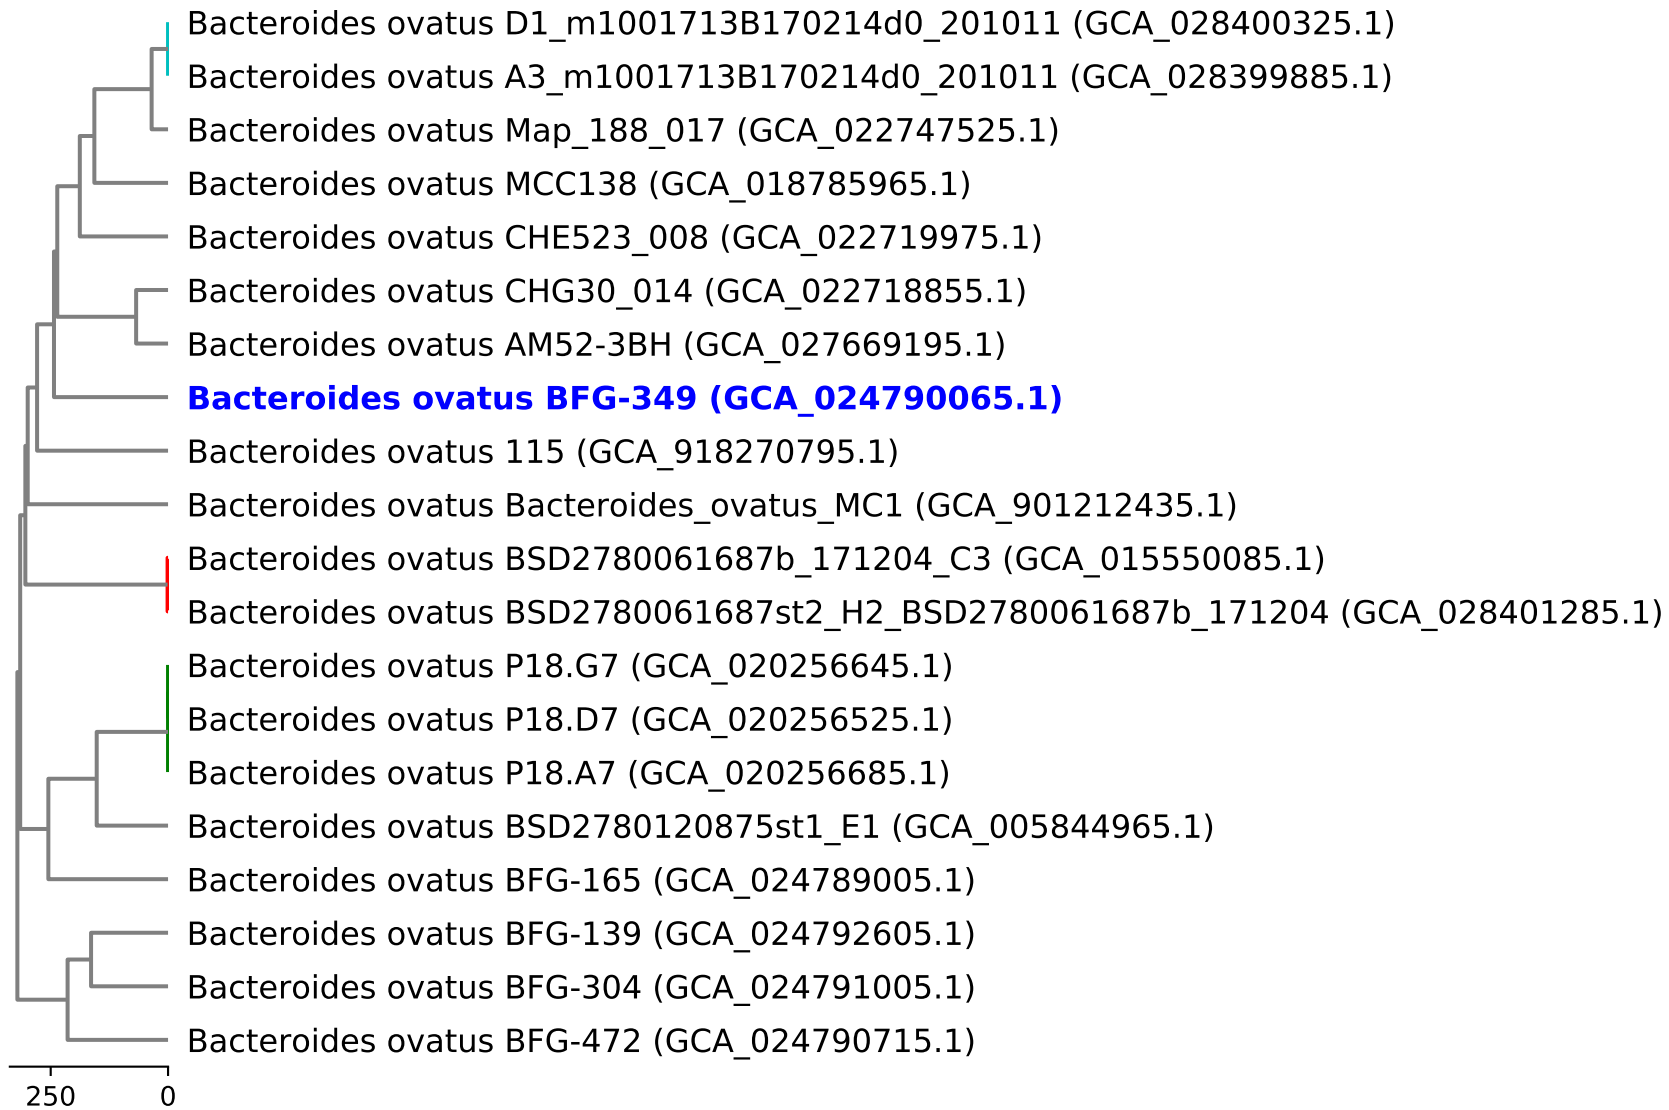 Bacteroides ovatus D1_m1001713B170214d0_201011 (GCA_028400325.1)
Bacteroides ovatus A3_m1001713B170214d0_201011 (GCA_028399885.1)
Bacteroides ovatus Map_188_017 (GCA_022747525.1)
Bacteroides ovatus MCC138 (GCA_018785965.1)
Bacteroides ovatus CHE523_008 (GCA_022719975.1)
Bacteroides ovatus CHG30_014 (GCA_022718855.1)
Bacteroides ovatus AM52-3BH (GCA_027669195.1)
Bacteroides ovatus BFG-349 (GCA_024790065.1)
Bacteroides ovatus 115 (GCA_918270795.1)
Bacteroides ovatus Bacteroides_ovatus_MC1 (GCA_901212435.1)
Bacteroides ovatus BSD2780061687b_171204_C3 (GCA_015550085.1)
Bacteroides ovatus BSD2780061687st2_H2_BSD2780061687b_171204 (GCA_028401285.1)
Bacteroides ovatus P18.G7 (GCA_020256645.1)
Bacteroides ovatus P18.D7 (GCA_020256525.1)
Bacteroides ovatus P18.A7 (GCA_020256685.1)
Bacteroides ovatus BSD2780120875st1_E1 (GCA_005844965.1)
Bacteroides ovatus BFG-165 (GCA_024789005.1)
Bacteroides ovatus BFG-139 (GCA_024792605.1)
Bacteroides ovatus BFG-304 (GCA_024791005.1)
Bacteroides ovatus BFG-472 (GCA_024790715.1)
250 0